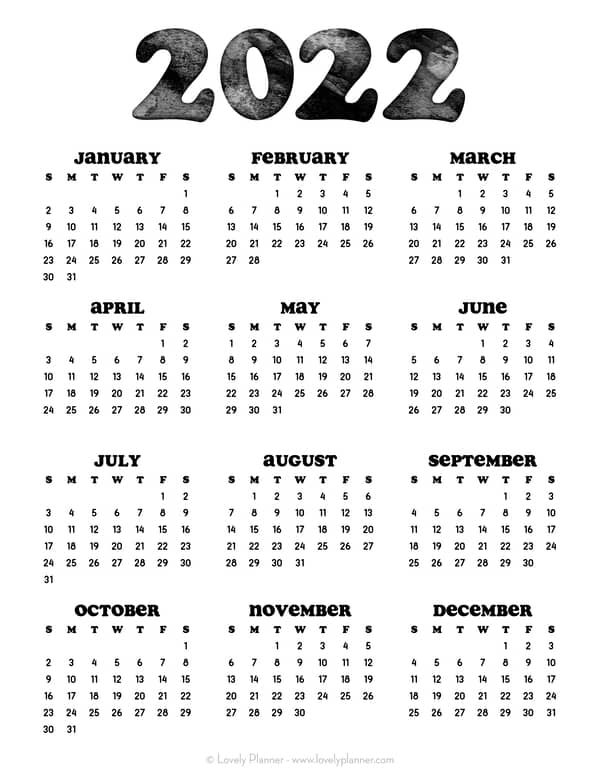 2022
JANUARY
S M T W T F S
1
2 3 4 5 6 7 8
9 10 11 12 13 14 15
16 17 18 19 20 21 22
23 24 25 26 27 28 29
30 31
FEBRUARY
S M T W T F S
1 2 3 4 5
6 7 8 9 10 11 12
13 14 15 16 17 18 19
20 21 22 23 24 25 26
27 28
MARCH
S M T W T F S
1 2 3 4 5
6 7 8 9 10 11 12
13 14 15 16 17 18 19
20 21 22 23 24 25 26
27 28 29 30 31
APRIL
S M T W T F S
1 2
3 4 5 6 7 8 9
10 11 12 13 14 15 16
17 18 19 20 21 22 23
24 25 26 27 28 29 30
MAY
S M T W T F S
1 2 3 4 5 6 7
8 9 10 11 12 13 14
15 16 17 18 19 20 21
22 23 24 25 26 27 28
29 30 31
JUNE
S M T W T F S
1 2 3 4
5 6 7 8 9 10 11
12 13 14 15 16 17 18
19 20 21 22 23 24 25
26 27 28 29 30
JULY
S M T W T F S
1 2
3 4 5 6 7 8 9
10 11 12 13 14 15 16
17 18 19 20 21 22 23
24 25 26 27 28 29 30
31
AUGUST
S M T W T F S
1 2 3 4 5 6
7 8 9 10 11 12 13
14 15 16 17 18 19 20
21 22 23 24 25 26 27
28 29 30 31
SEPTEMBER
S M T W T F S
1 2 3
4 5 6 7 8 9 10
11 12 13 14 15 16 17
18 19 20 21 22 23 24
25 26 27 28 29 30
OCTOBER
S M T W T F S
1
2 3 4 5 6 7 8
9 10 11 12 13 14 15
16 17 18 19 20 21 22
23 24 25 26 27 28 29
30 31
NOVEMBER
S M T W T F S
1 2 3 4 5
6 7 8 9 10 11 12
13 14 15 16 17 18 19
20 21 22 23 24 25 26
27 28 29 30
DECEMBER
S M T W T F S
1 2 3
4 5 6 7 8 9 10
11 12 13 14 15 16 17
18 19 20 21 22 23 24
25 26 27 28 29 30 31
© Lovely Planner - www.lovelyplanner.com